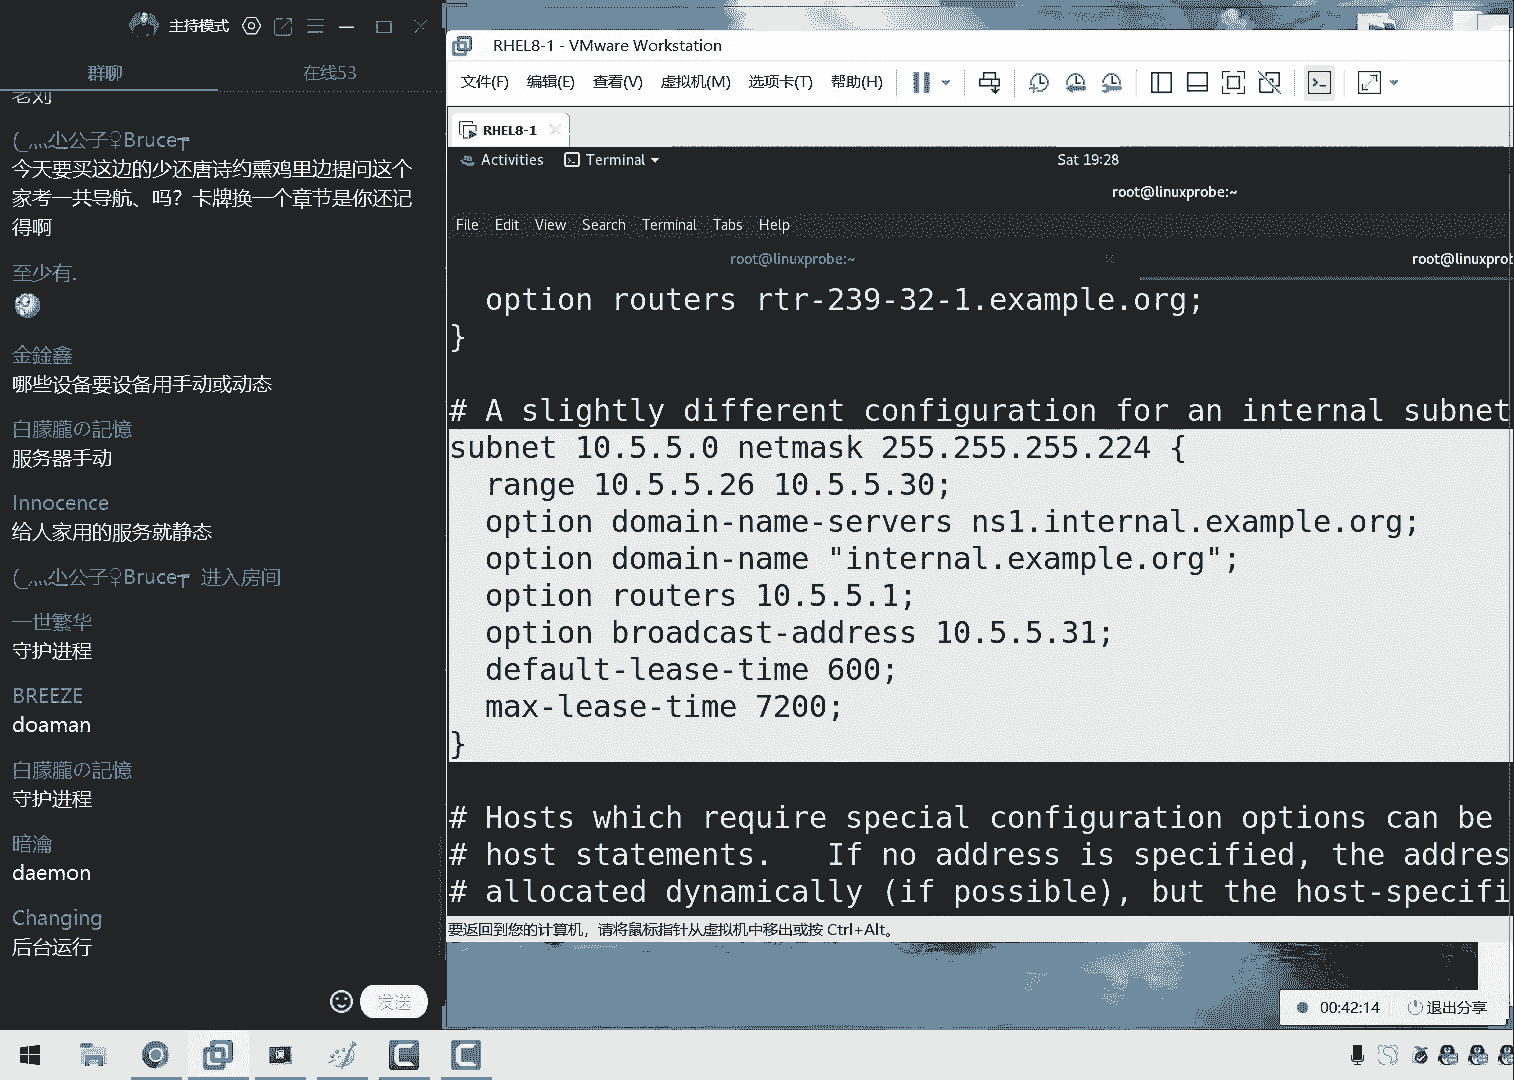 主持模式
群聊
在线53
老刘
(_灬尐公子♀Bruce┲
今天要买这边的少还唐诗约熏鸡里边提问这个
家考一共导航、吗？卡牌换一个章节是你还记
得啊
至少有.
金銓鑫
哪些设备要设备用手动或动态
白朦朧の記憶
服务器手动
Innocence
给人家用的服务就静态
(_灬尐公子♀Bruce┲ 进入房间
一世繁华
守护进程
BREEZE
doaman
白朦朧の記憶
守护进程
暗瀹
daemon
Changing
后台运行
发送
RHEL8-1 - VMware Workstation
文件(F) 编辑(E) 查看(V) 虚拟机(M) 选项卡(T) 帮助(H)
RHEL8-1
Activities Terminal Sat 19:28
root@linuxprobe:~
File Edit View Search Terminal Tabs Help
root@linuxprobe:~ root@linuxprob
option routers rtr-239-32-1.example.org;
}
# A slightly different configuration for an internal subnet
subnet 10.5.5.0 netmask 255.255.255.224 {
range 10.5.5.26 10.5.5.30;
option domain-name-servers ns1.internal.example.org;
option domain-name "internal.example.org";
option routers 10.5.5.1;
option broadcast-address 10.5.5.31;
default-lease-time 600;
max-lease-time 7200;
}
# Hosts which require special configuration options can be
# host statements.   If no address is specified, the addres
# allocated dynamically (if possible), but the host-specifi
要返回到您的计算机，请将鼠标指针从虚拟机中移出或按 Ctrl+Alt。
00:42:14 退出分享